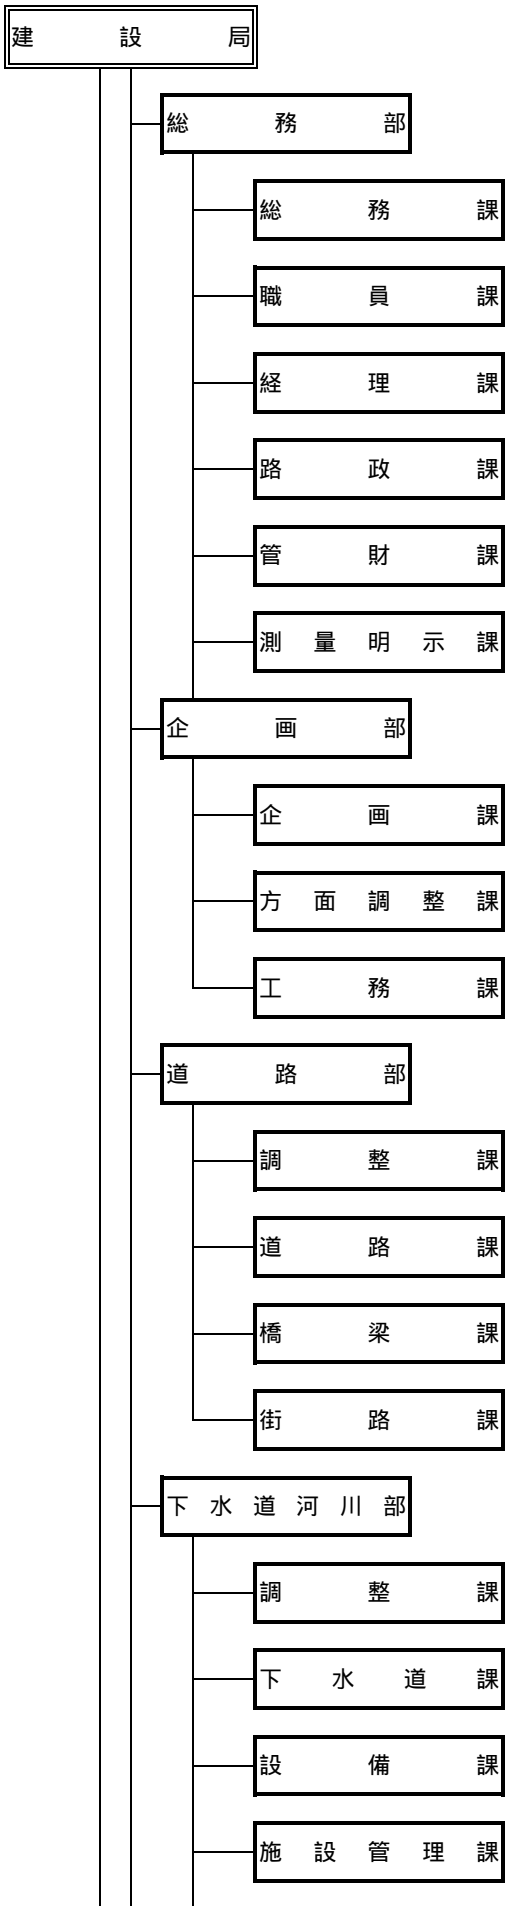 建設局
総務部
総務課
職員課
経理課
路政課
管財課
測量明示課
企画部
企画課
方面調整課
工務課
道路部
調整課
道路課
橋梁課
街路課
下水道河川部
調整課
下水道課
設備課
施設管理課